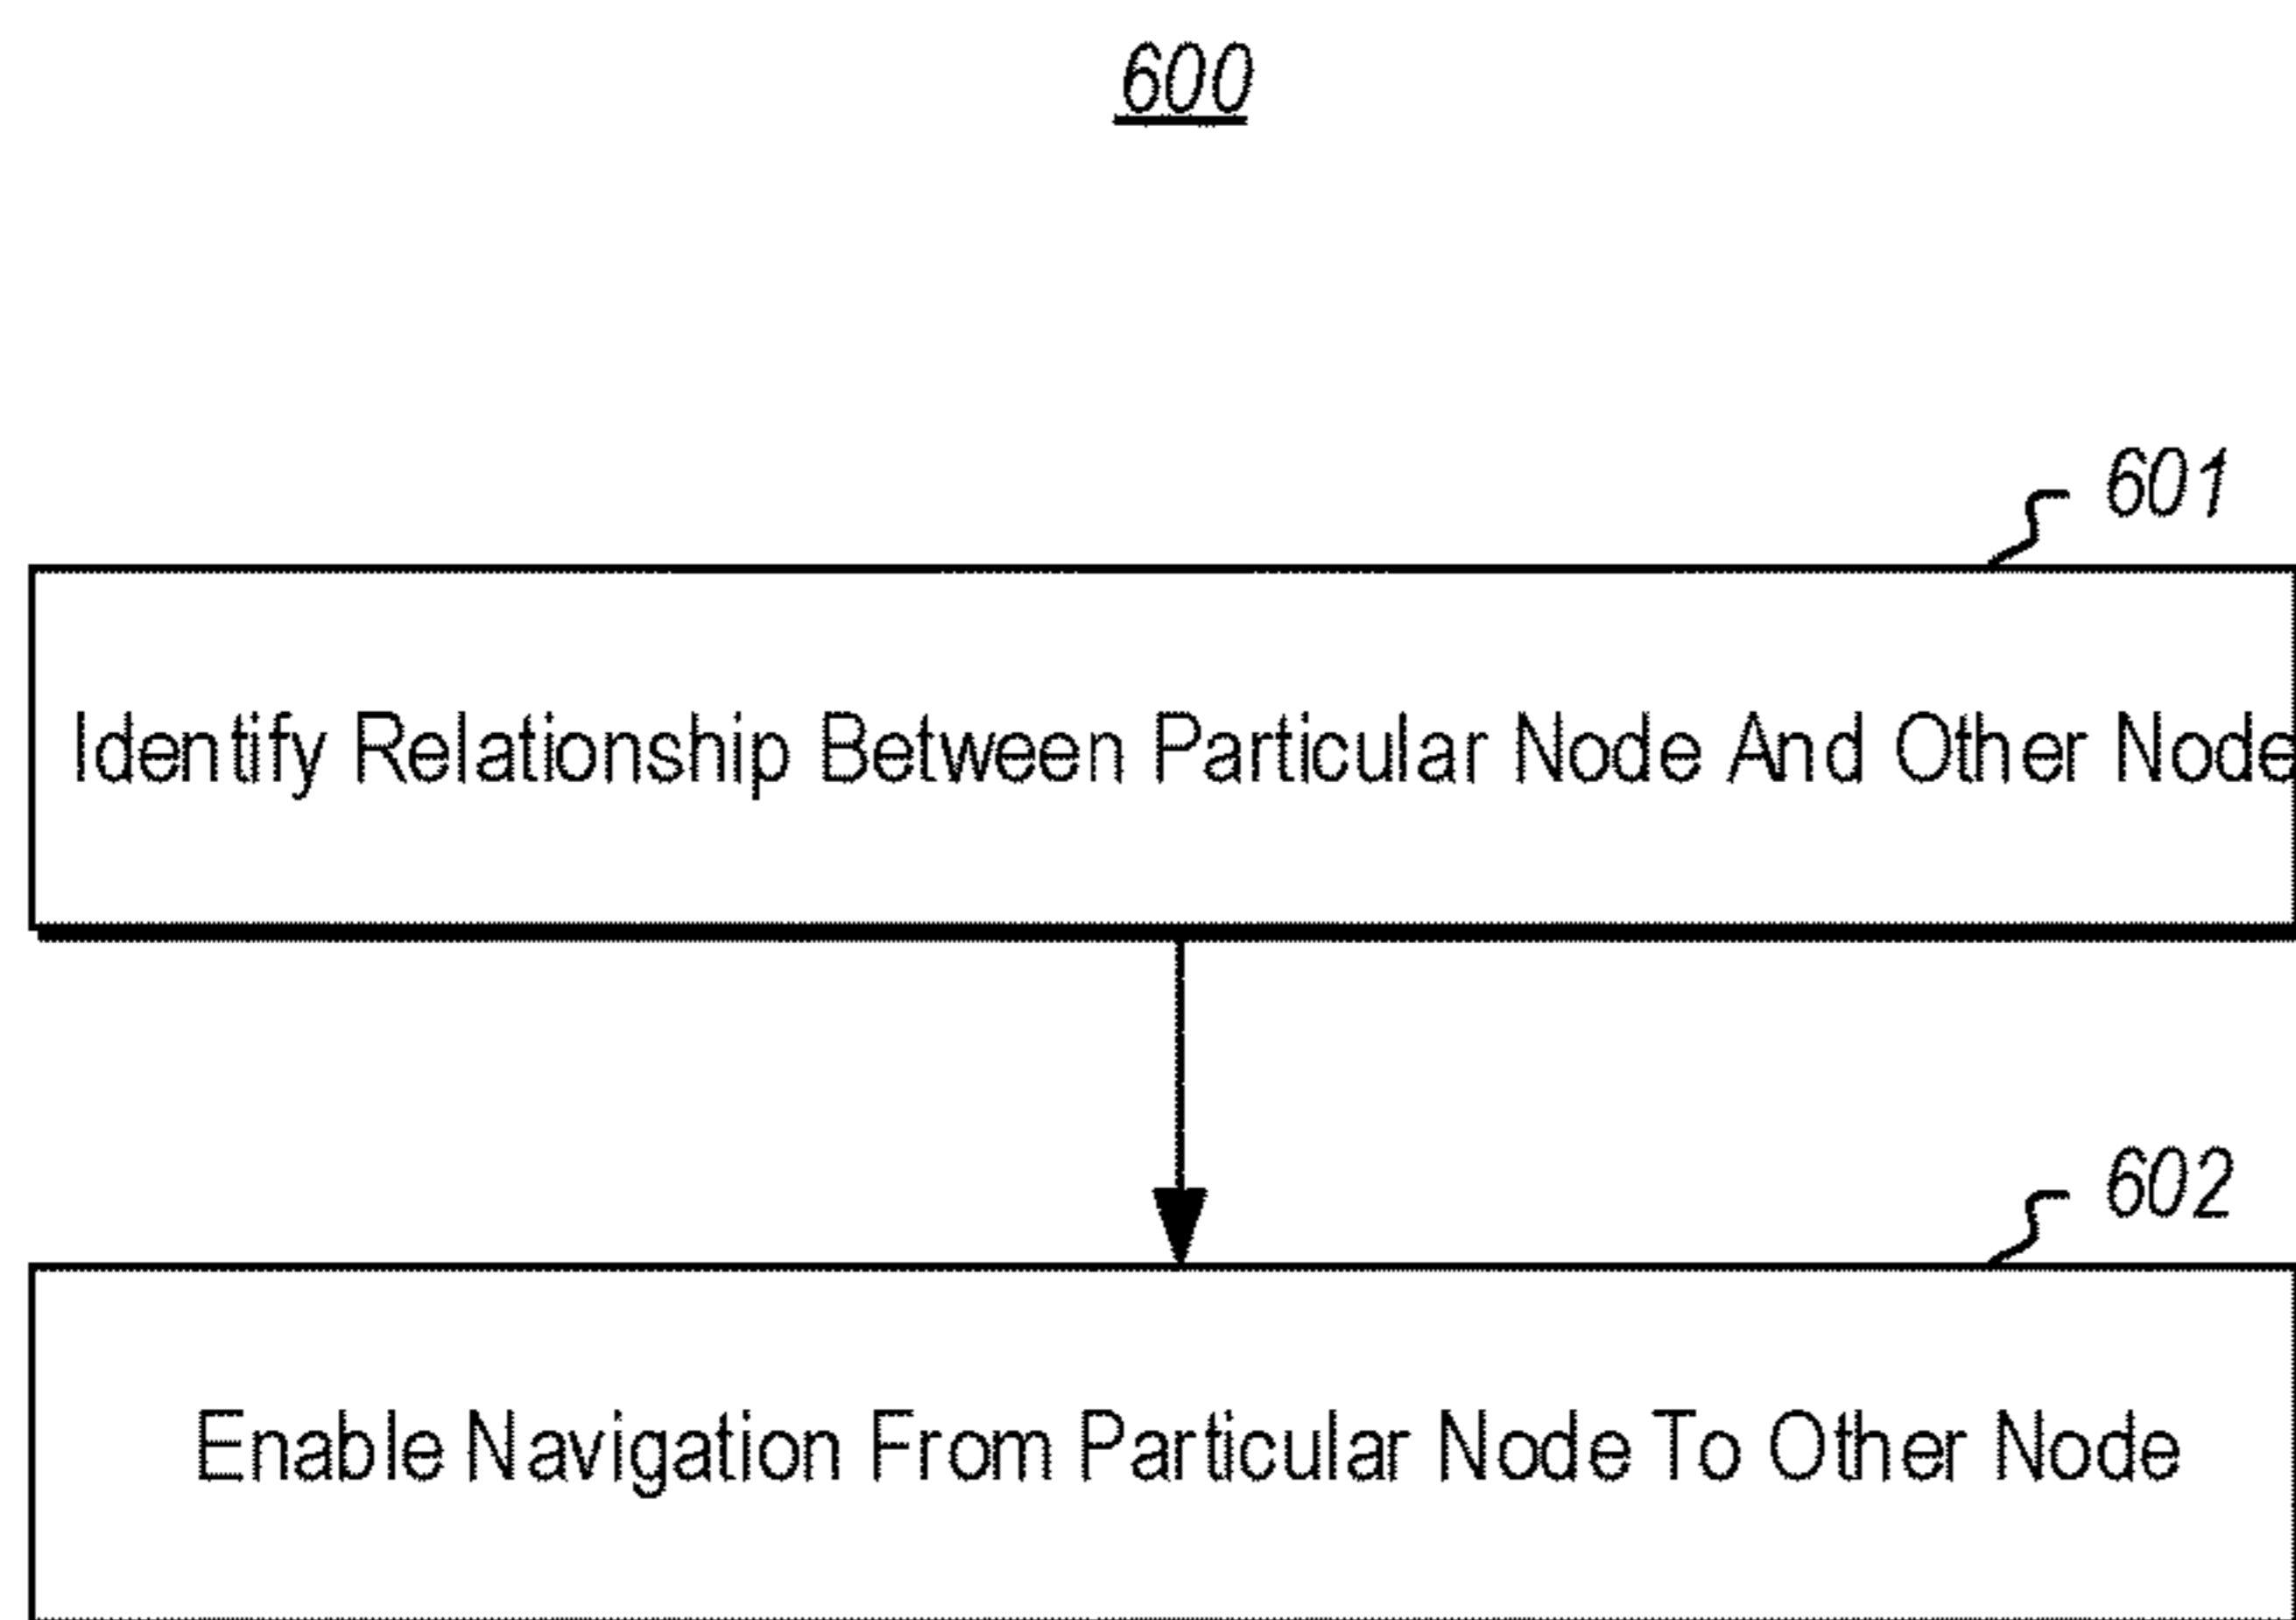 600
601
Identify Relationship Between Particular Node And Other Node
602
Enable Navigation From Particular Node To Other Node